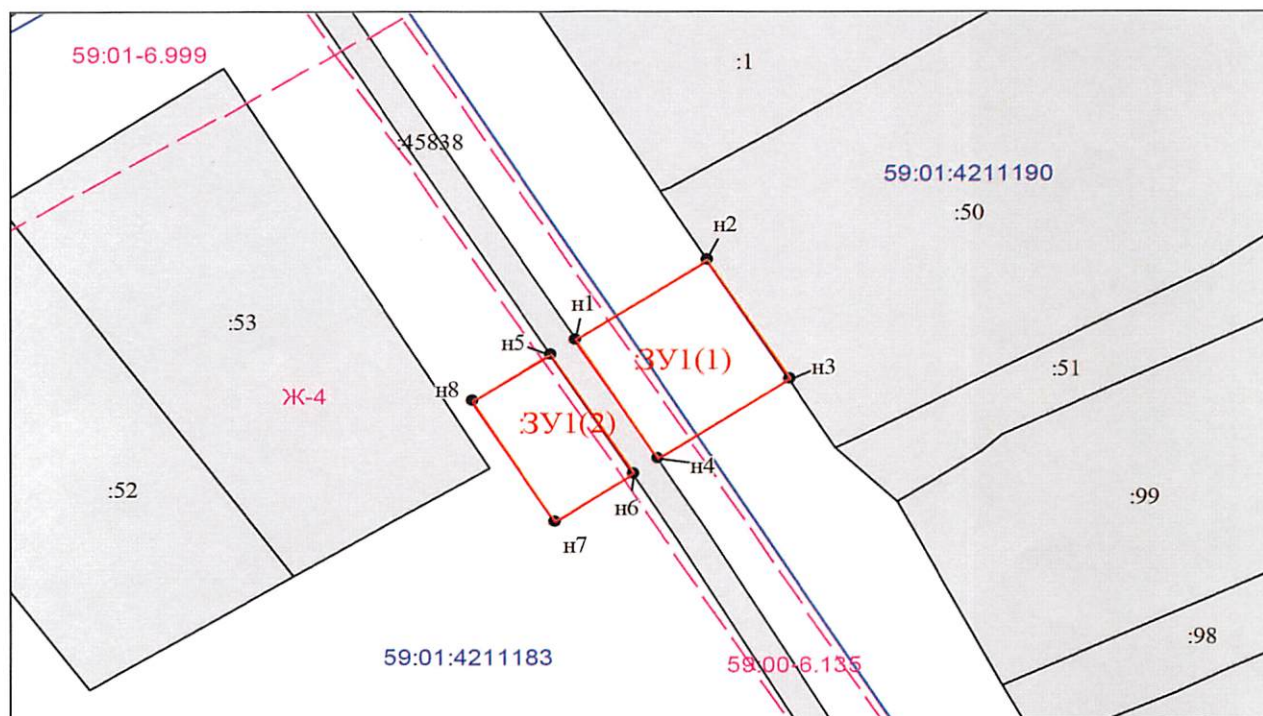 59:01-6.999
:1
:45838
59:01:4211190
:50
н2
н1
:53
н5
:ЗУ1(1)
н3
:51
н8
Ж-4
:ЗУ1(2)
н4
:52
:99
н6
н7
:98
59:01:4211183
59:00-6.135